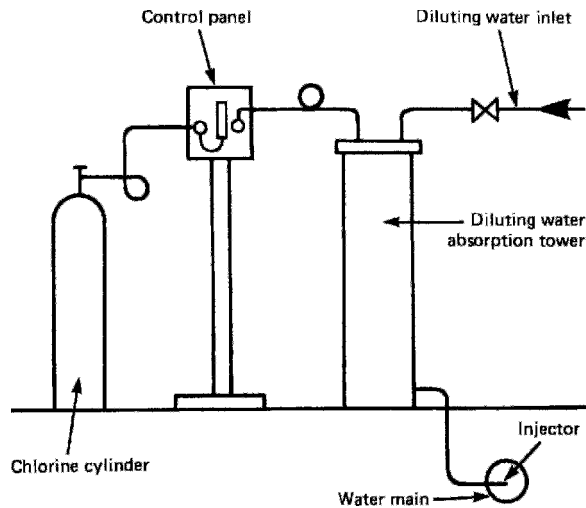 Control panel
Diluting water inlet
Diluting water
absorption tower
Injector
Chlorine cylinder
Water main